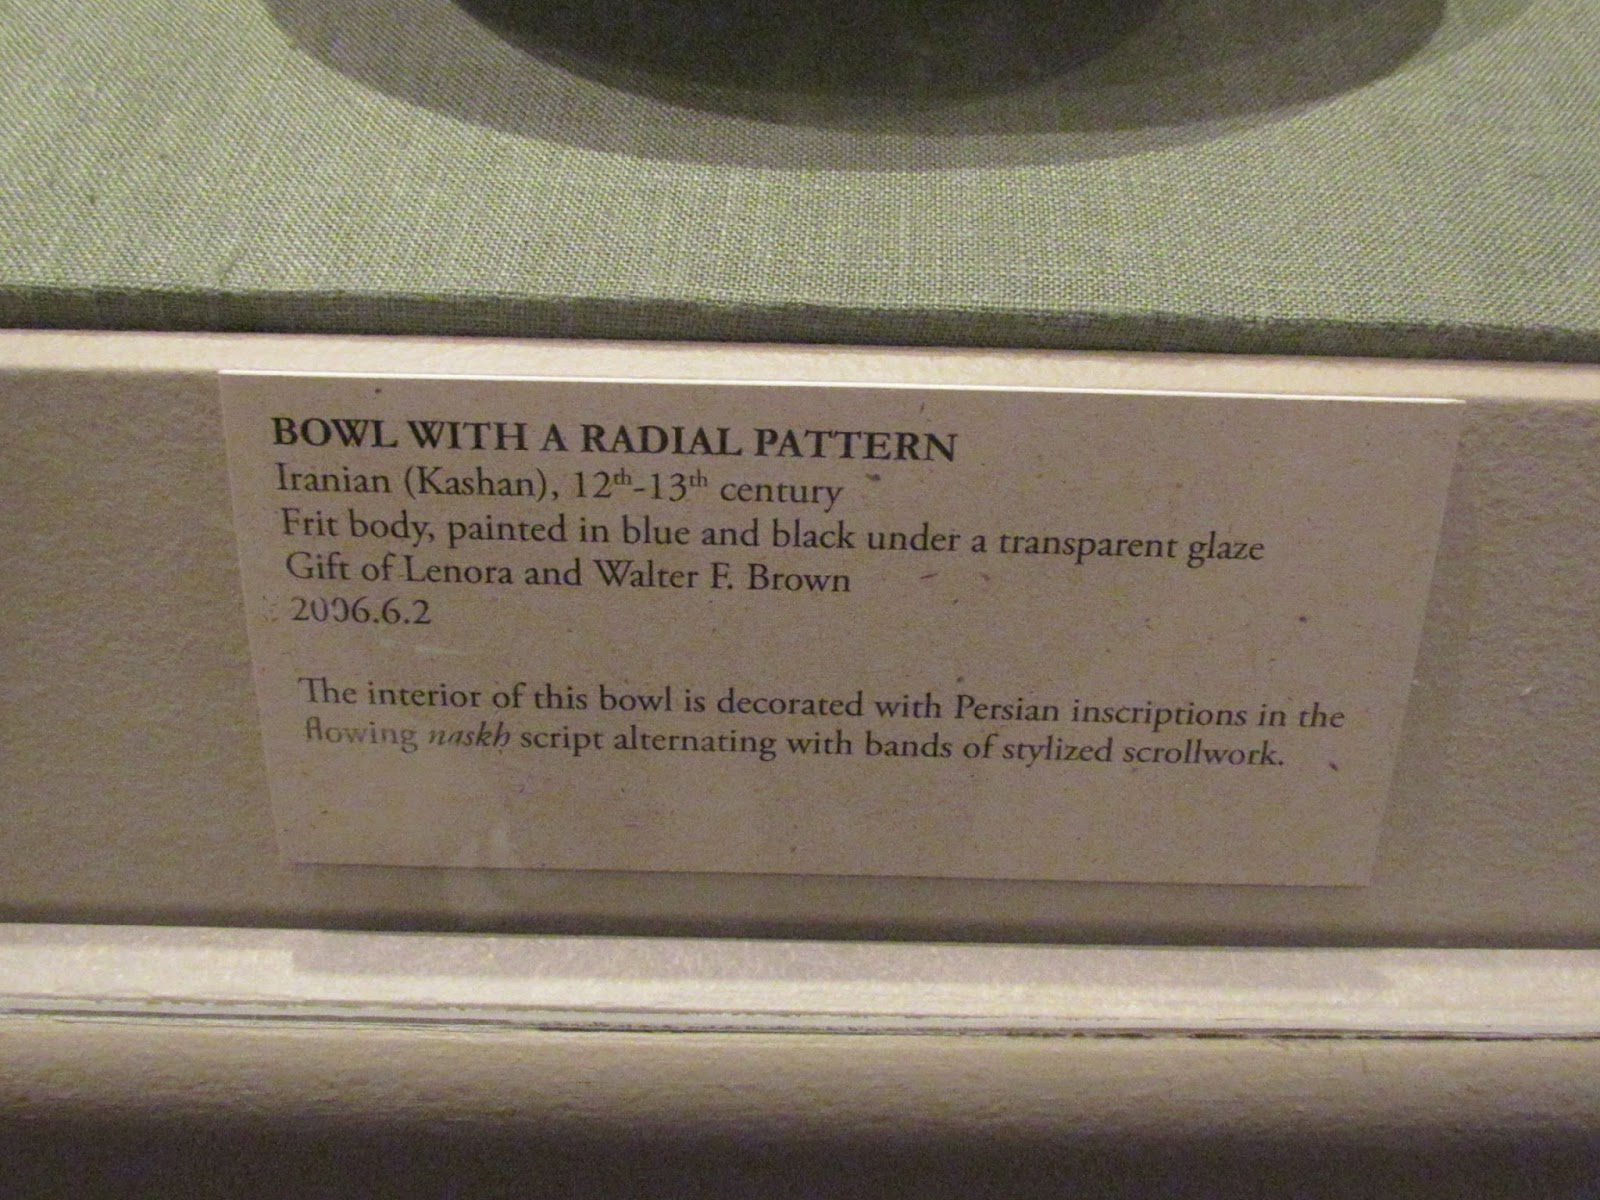 BOWL WITH A RADIAL PATTERN
Iranian (Kashan), 12th-13th century
Frit body, painted in blue and black under a transparent glaze
Gift of Lenora and Walter F. Brown
2006.6.2
The interior of this bowl is decorated with Persian inscriptions in the
flowing naskh script alternating with bands of stylized scrollwork.